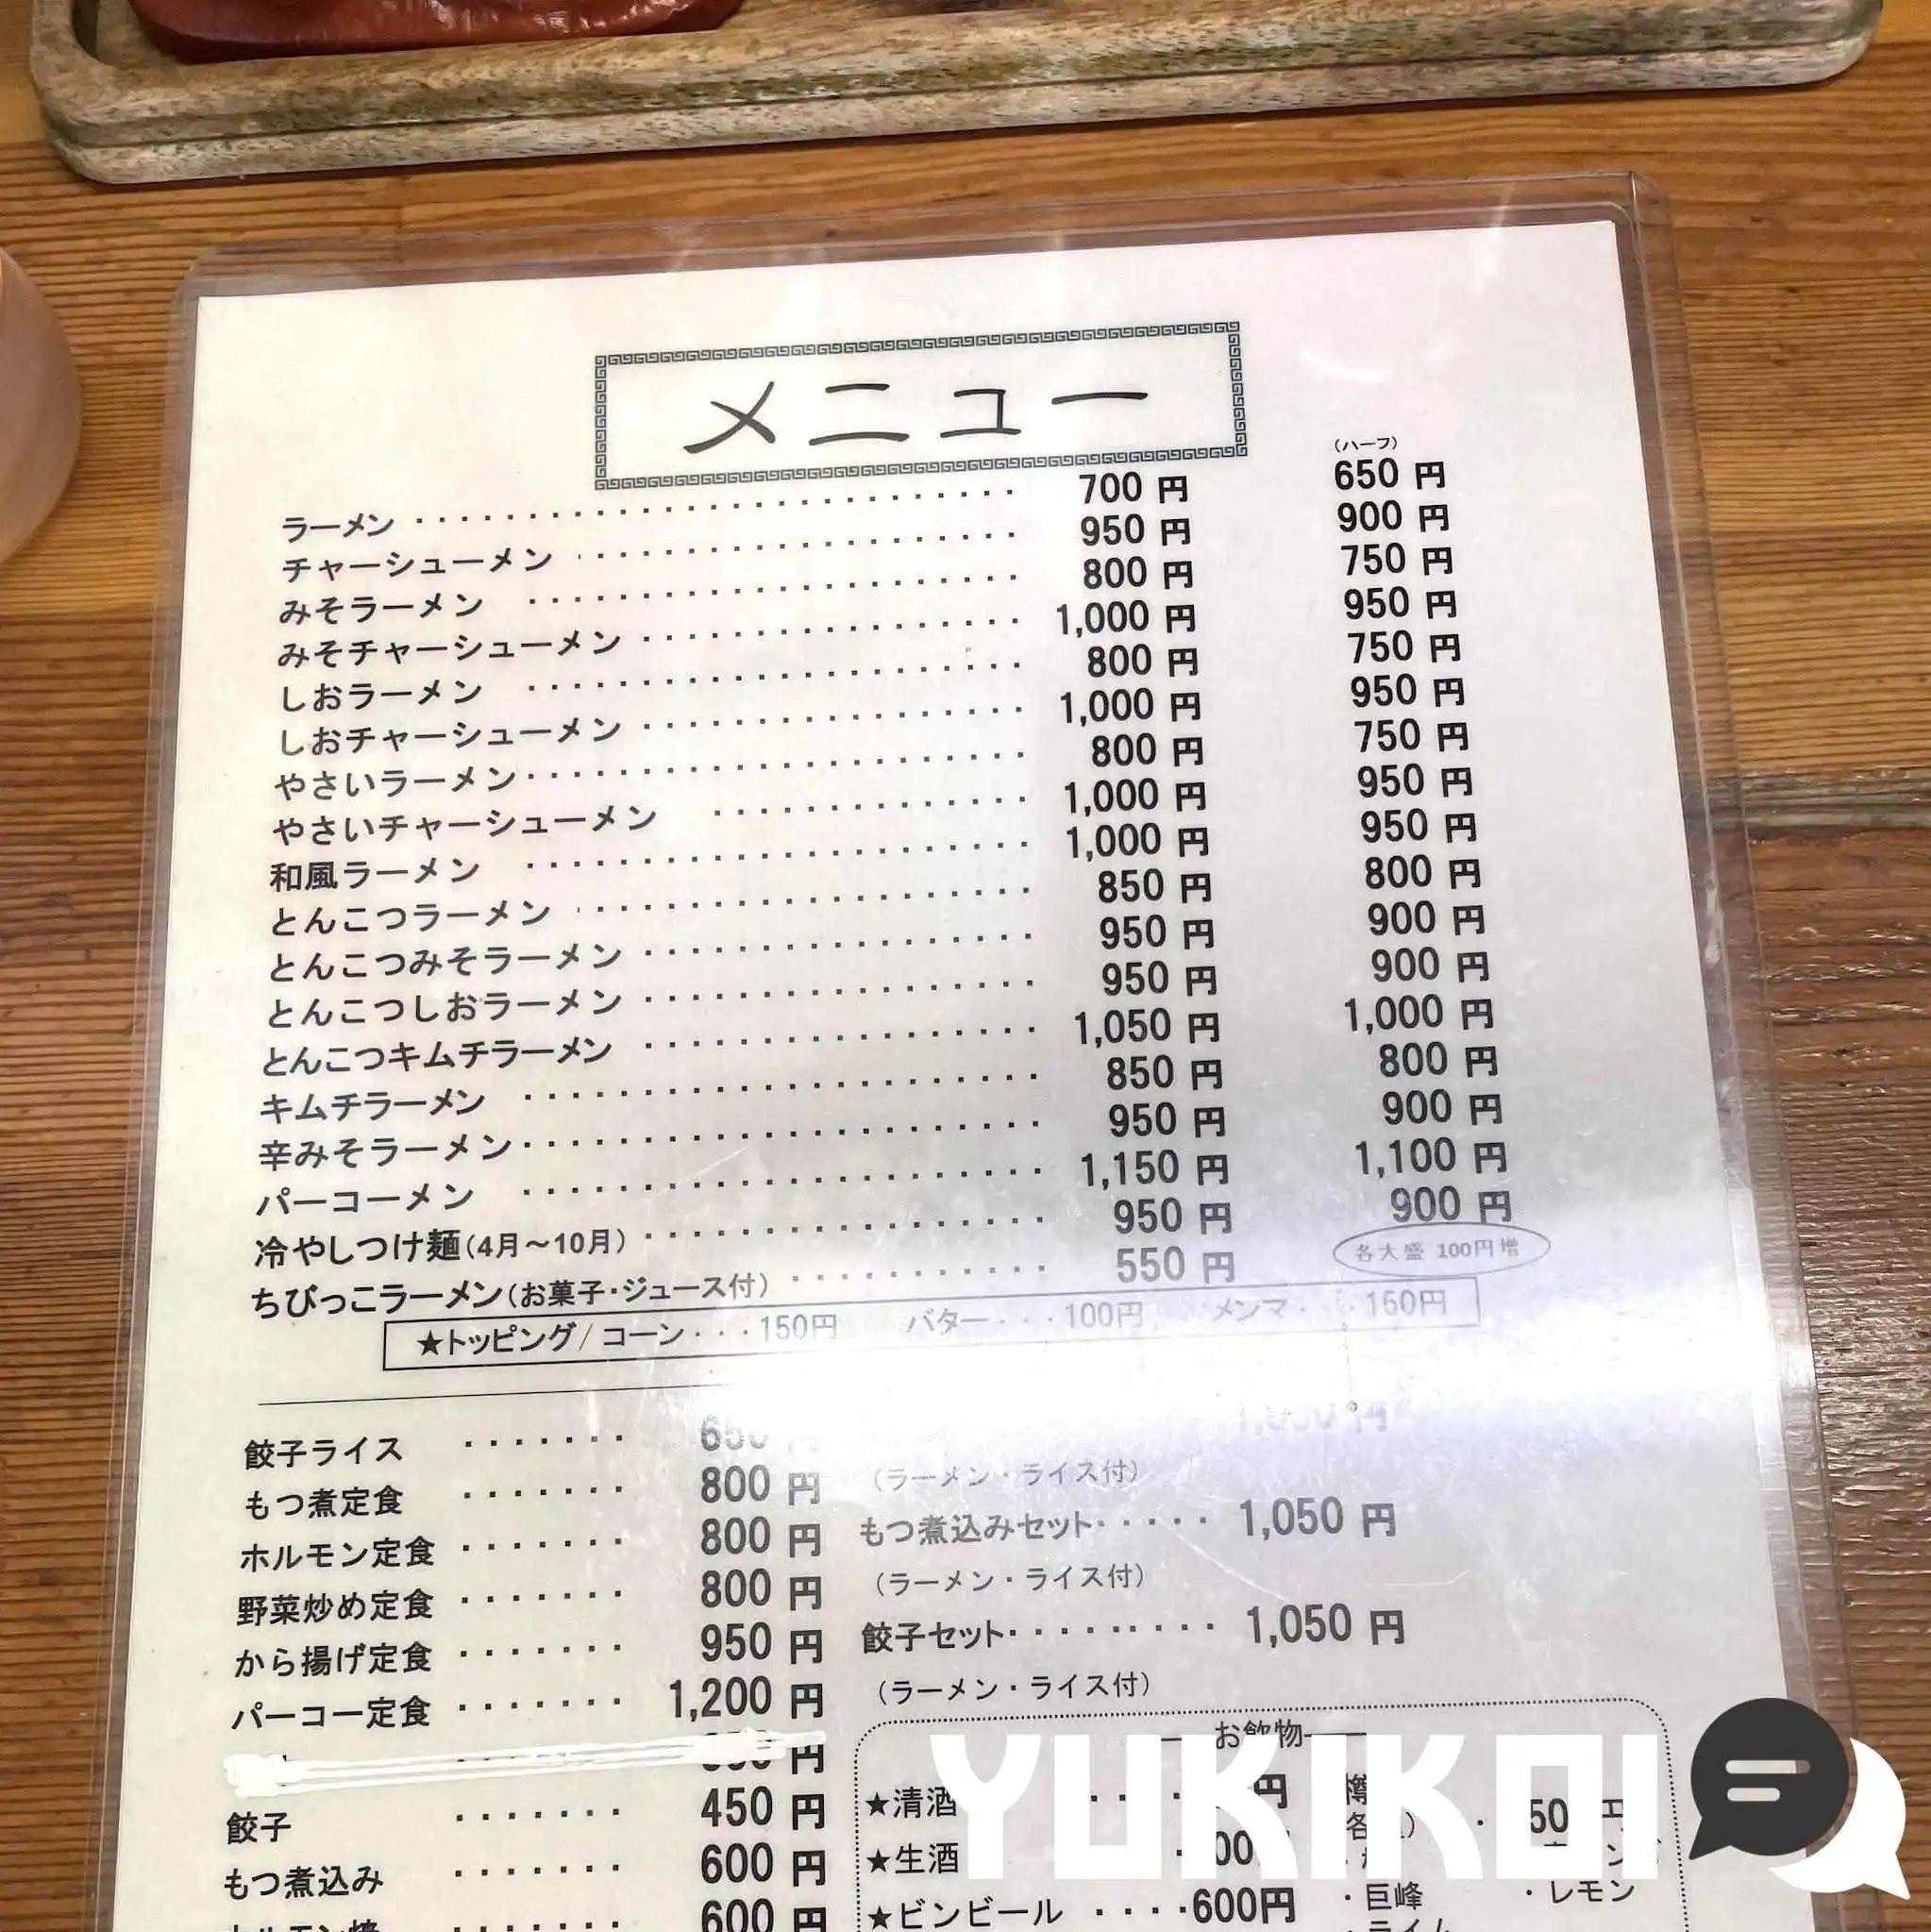 メニュー
(ハーフ)
ラーメン ・・・・・・・・・・・・・・・・・・・・ 700 円 650 円
チャーシューメン ・・・・・・・・・・・・・・・ 950 円 900 円
みそラーメン ・・・・・・・・・・・・・・・・・ 800 円 750 円
みそチャーシューメン ・・・・・・・・・・・・・ 1,000 円 950 円
しおラーメン ・・・・・・・・・・・・・・・・・ 800 円 750 円
しおチャーシューメン ・・・・・・・・・・・・・ 1,000 円 950 円
やさいラーメン ・・・・・・・・・・・・・・・・・ 800 円 750 円
やさいチャーシューメン ・・・・・・・・・・・ 1,000 円 950 円
和風ラーメン ・・・・・・・・・・・・・・・・・ 1,000 円 950 円
とんこつラーメン ・・・・・・・・・・・・・・・ 850 円 800 円
とんこつみそラーメン ・・・・・・・・・・・・・ 950 円 900 円
とんこつしおラーメン ・・・・・・・・・・・・・ 950 円 900 円
とんこつキムチラーメン ・・・・・・・・・・・・・ 1,050 円 1,000 円
キムチラーメン ・・・・・・・・・・・・・・・・・ 850 円 800 円
辛みそラーメン ・・・・・・・・・・・・・・・・・ 950 円 900 円
パーコーメン ・・・・・・・・・・・・・・・・・ 1,150 円 1,100 円
冷やしつけ麺(4月～10月) ・・・・・・・・・・・・・ 950 円 900 円
ちびっこラーメン(お菓子・ジュース付) ・・・・・・・・・ 550 円
各大盛 100円増
★トッピング/ コーン・・・150円 バター・・・100円 メンマ・・・150円
餃子ライス ・・・・・・・ 650 円
もつ煮定食 ・・・・・・・ 800 円
ホルモン定食 ・・・・・・・ 800 円
野菜炒め定食 ・・・・・・・ 800 円
から揚げ定食 ・・・・・・・ 950 円
パーコー定食 ・・・・・・・ 1,200 円
円
餃子 ・・・・・・・ 450 円
もつ煮込み ・・・・・・・ 600 円
・・・・・・・ 600 円
1,050 円
(ラーメン・ライス付)
もつ煮込みセット・・・・・ 1,050 円
(ラーメン・ライス付)
餃子セット・・・・・・・・・ 1,050 円
(ラーメン・ライス付)
お飲物
★清酒 円
★生酒
★ビンビール ・・・・600円
・巨峰
・レモン
YUKIKOI